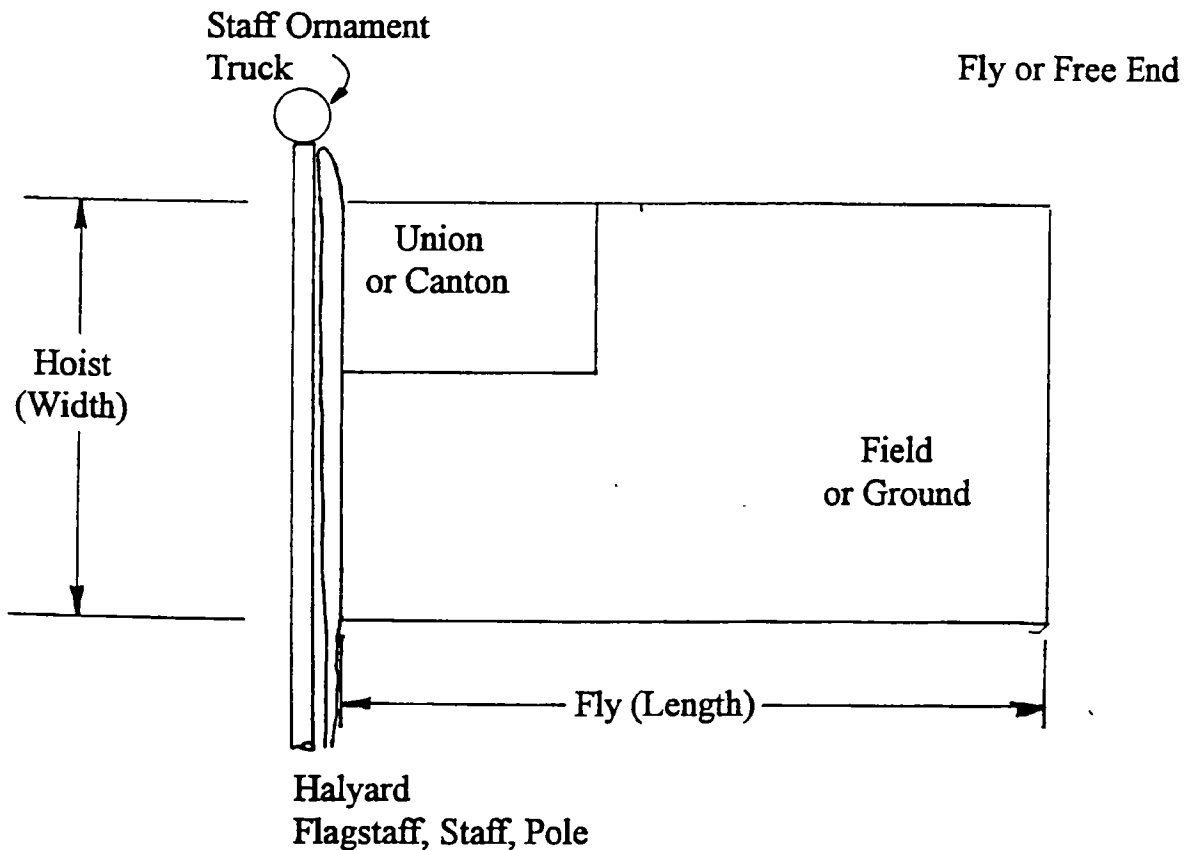 Staff Ornament
Truck
Fly or Free End
Union
or Canton
Hoist
(Width)
Field
or Ground
Fly (Length)
Halyard
Flagstaff, Staff, Pole